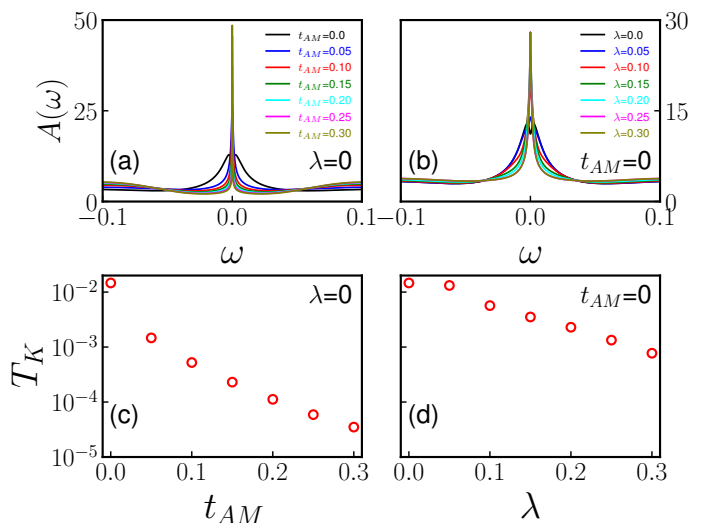 50
25
0
A(ω)
t_AM=0.0
t_AM=0.05
t_AM=0.10
t_AM=0.15
t_AM=0.20
t_AM=0.25
t_AM=0.30
(a)
λ=0
−0.1
0.0
0.1
ω
30
15
0
λ=0.0
λ=0.05
λ=0.10
λ=0.15
λ=0.20
λ=0.25
λ=0.30
(b)
t_AM=0
−0.1
0.0
0.1
ω
10⁻²
10⁻³
10⁻⁴
10⁻⁵
T_K
λ=0
(c)
0.0
0.1
0.2
0.3
t_AM
t_AM=0
(d)
0.0
0.1
0.2
0.3
λ